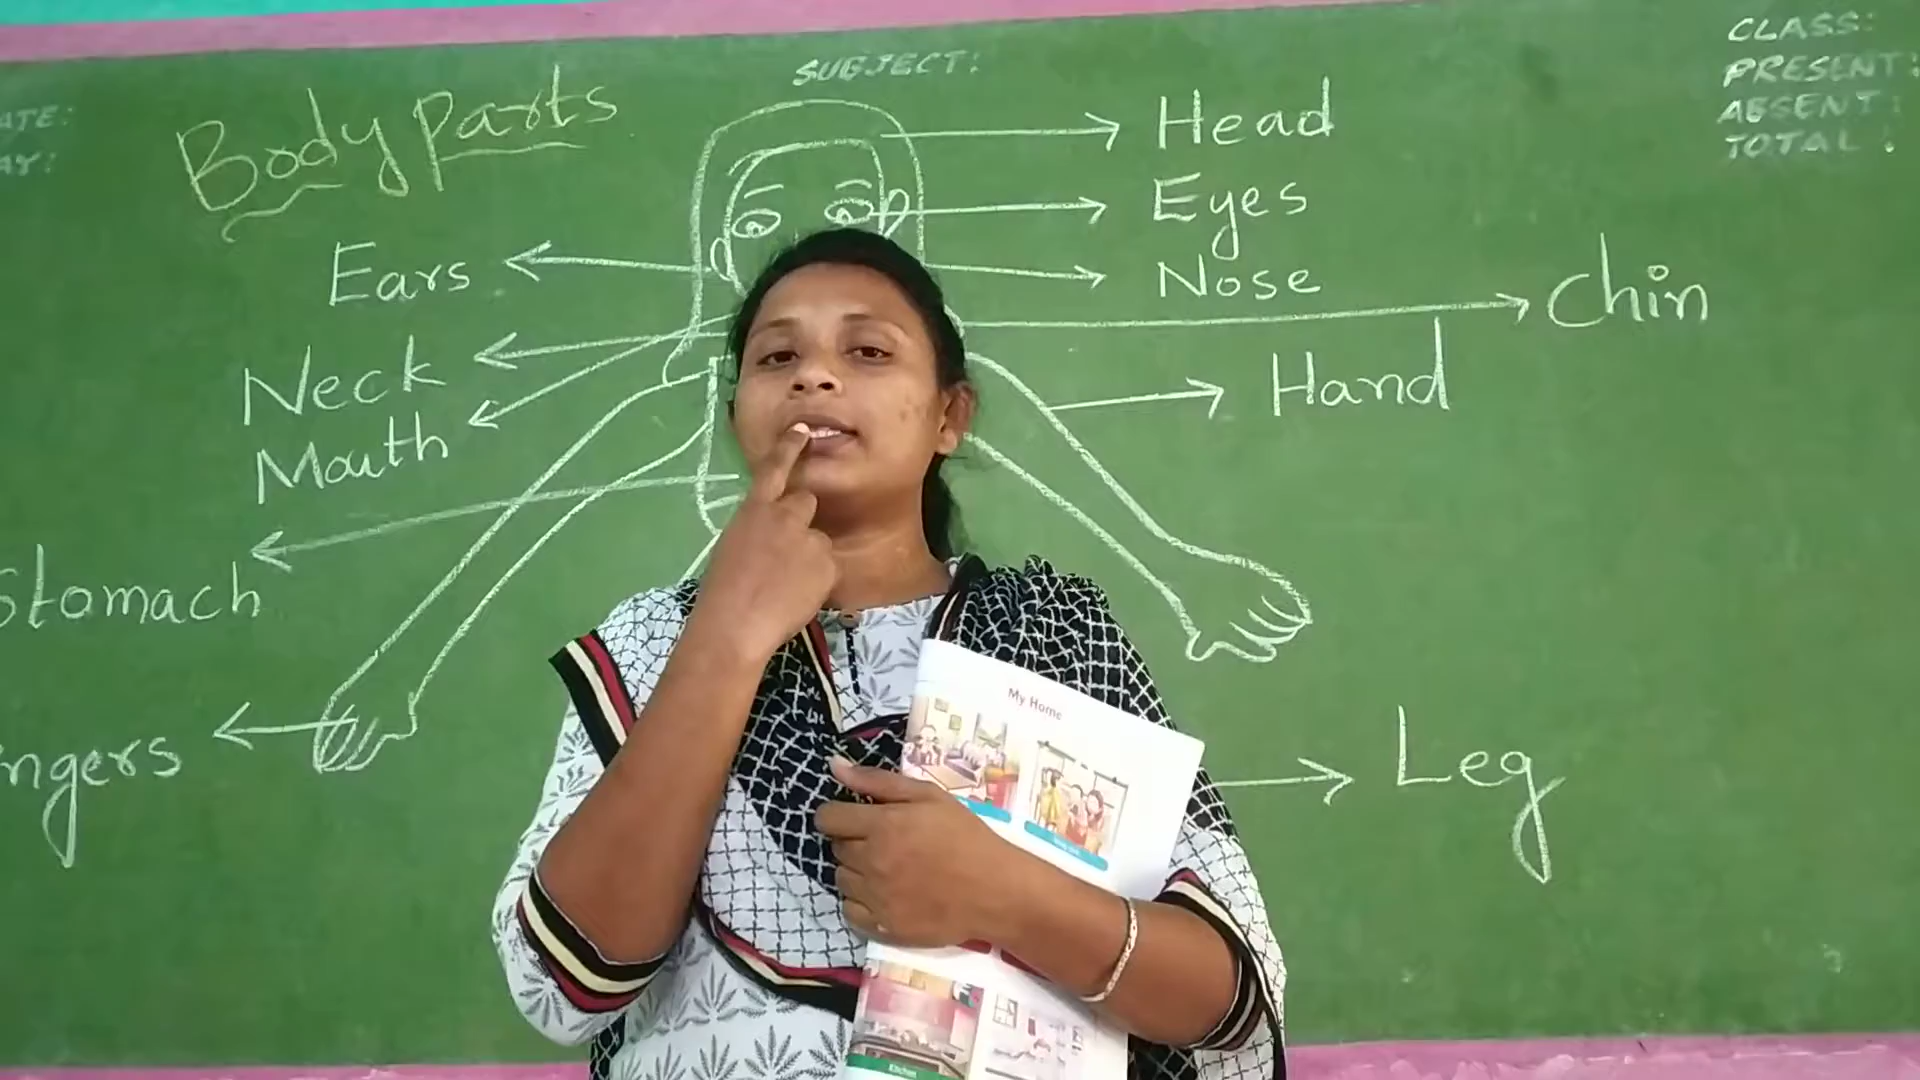 SUBJECT:
CLASS:
PRESENT:
ABSENT:
TOTAL:
ATE:
AY:
Body parts
Head
Eyes
Ears
Nose
Chin
Neck
Hand
Mouth
Stomach
ngers
Leg
My Home
Kitchen